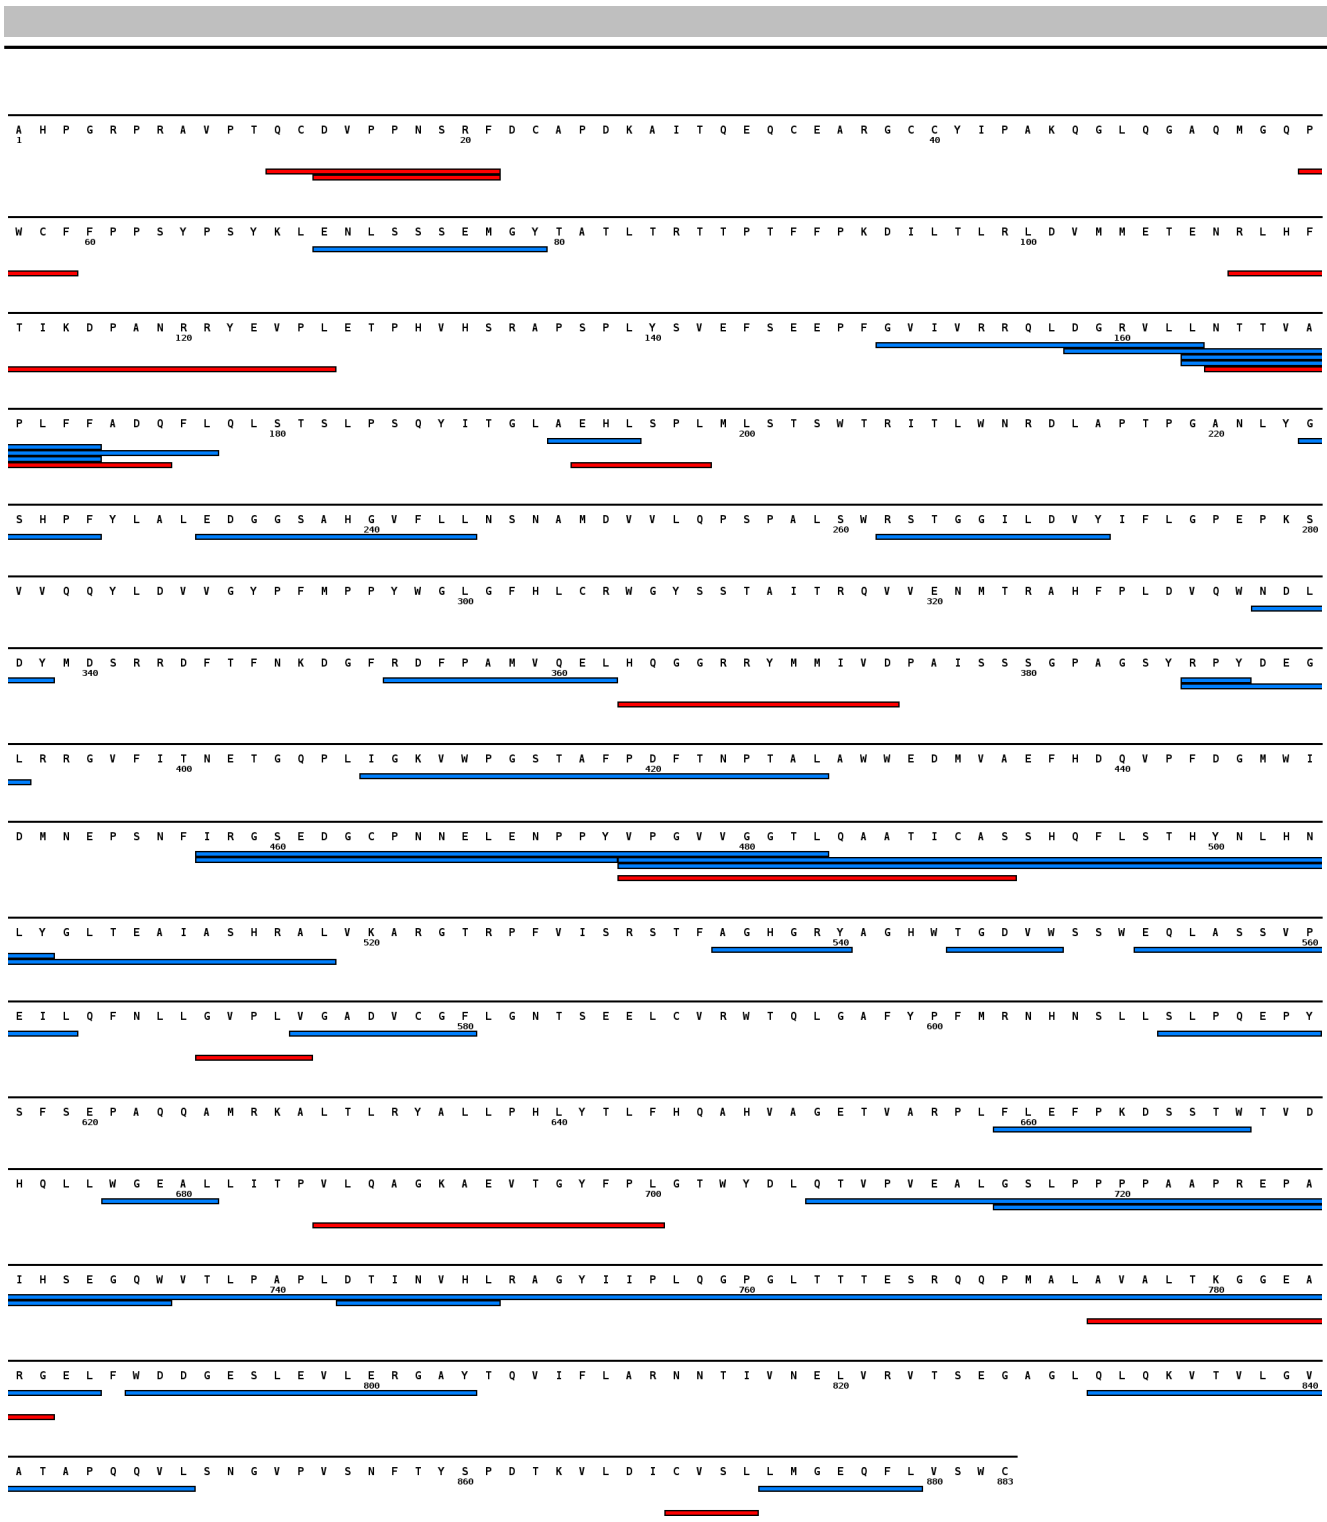 A H P G R P R A V P T Q C D V P P N S R F D C A P D K A I T Q E Q C E A R G C C Y I P A K Q G L Q G A Q M G Q P
1 20 40
W C F F P P S Y P S Y K L E N L S S S E M G Y T A T L T R T T P T F F P K D I L T L R L D V M M E T E N R L H F
60 80 100
T I K D P A N R R Y E V P L E T P H V H S R A P S P L Y S V E F S E E P F G V I V R R Q L D G R V L L N T T V A
120 140 160
P L F F A D Q F L Q L S T S L P S Q Y I T G L A E H L S P L M L S T S W T R I T L W N R D L A P T P G A N L Y G
180 200 220
S H P F Y L A L E D G G S A H G V F L L N S N A M D V V L Q P S P A L S W R S T G G I L D V Y I F L G P E P K S
240 260 280
V V Q Q Y L D V V G Y P F M P P Y W G L G F H L C R W G Y S S T A I T R Q V V E N M T R A H F P L D V Q W N D L
300 320
D Y M D S R R D F T F N K D G F R D F P A M V Q E L H Q G G R R Y M M I V D P A I S S S G P A G S Y R P Y D E G
340 360 380
L R R G V F I T N E T G Q P L I G K V W P G S T A F P D F T N P T A L A W W E D M V A E F H D Q V P F D G M W I
400 420 440
D M N E P S N F I R G S E D G C P N N E L E N P P Y V P G V V G G T L Q A A T I C A S S H Q F L S T H Y N L H N
460 480 500
L Y G L T E A I A S H R A L V K A R G T R P F V I S R S T F A G H G R Y A G H W T G D V W S S W E Q L A S S V P
520 540 560
E I L Q F N L L G V P L V G A D V C G F L G N T S E E L C V R W T Q L G A F Y P F M R N H N S L L S L P Q E P Y
580 600
S F S E P A Q Q A M R K A L T L R Y A L L P H L Y T L F H Q A H V A G E T V A R P L F L E F P K D S S T W T V D
620 640 660
H Q L L W G E A L L I T P V L Q A G K A E V T G Y F P L G T W Y D L Q T V P V E A L G S L P P P P A A P R E P A
680 700 720
I H S E G Q W V T L P A P L D T I N V H L R A G Y I I P L Q G P G L T T T E S R Q Q P M A L A V A L T K G G E A
740 760 780
R G E L F W D D G E S L E V L E R G A Y T Q V I F L A R N N T I V N E L V R V T S E G A G L Q L Q K V T V L G V
800 820 840
A T A P Q Q V L S N G V P V S N F T Y S P D T K V L D I C V S L L M G E Q F L V S W C
860 880 883